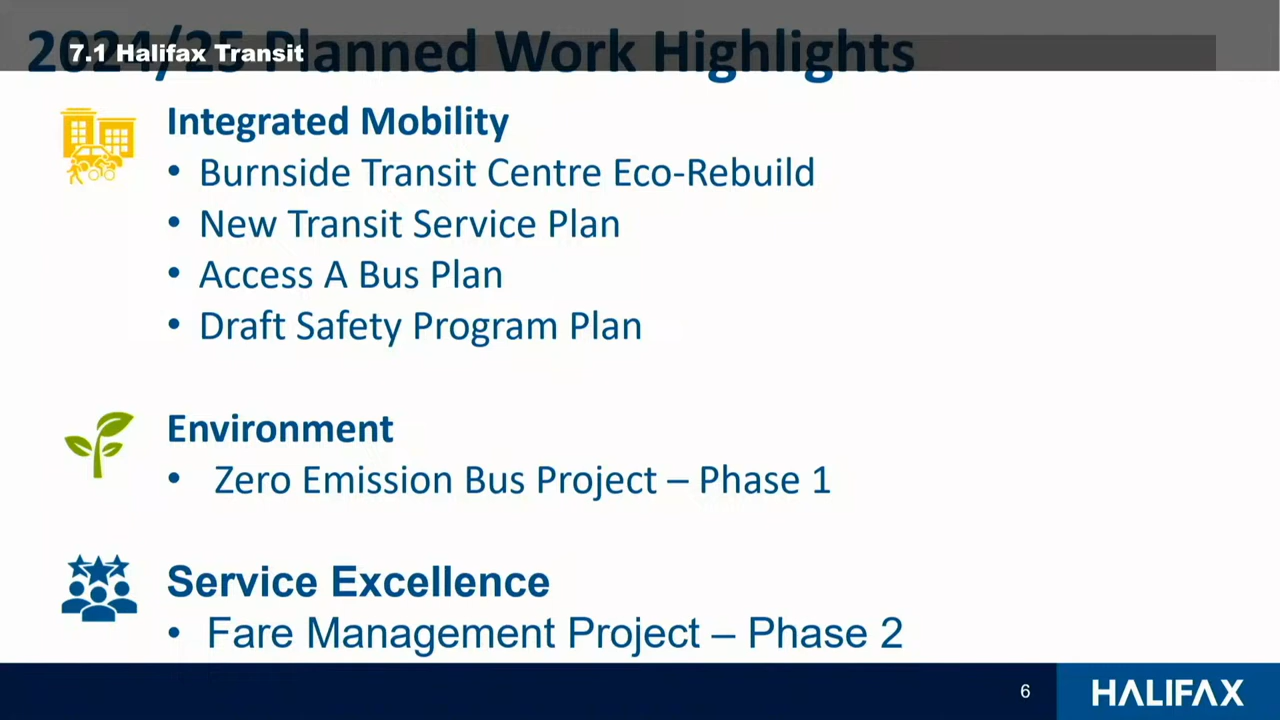 2024/25 Planned Work Highlights
7.1 Halifax Transit
Integrated Mobility
• Burnside Transit Centre Eco-Rebuild
• New Transit Service Plan
• Access A Bus Plan
• Draft Safety Program Plan
Environment
• Zero Emission Bus Project – Phase 1
Service Excellence
• Fare Management Project – Phase 2
6
HALIFAX